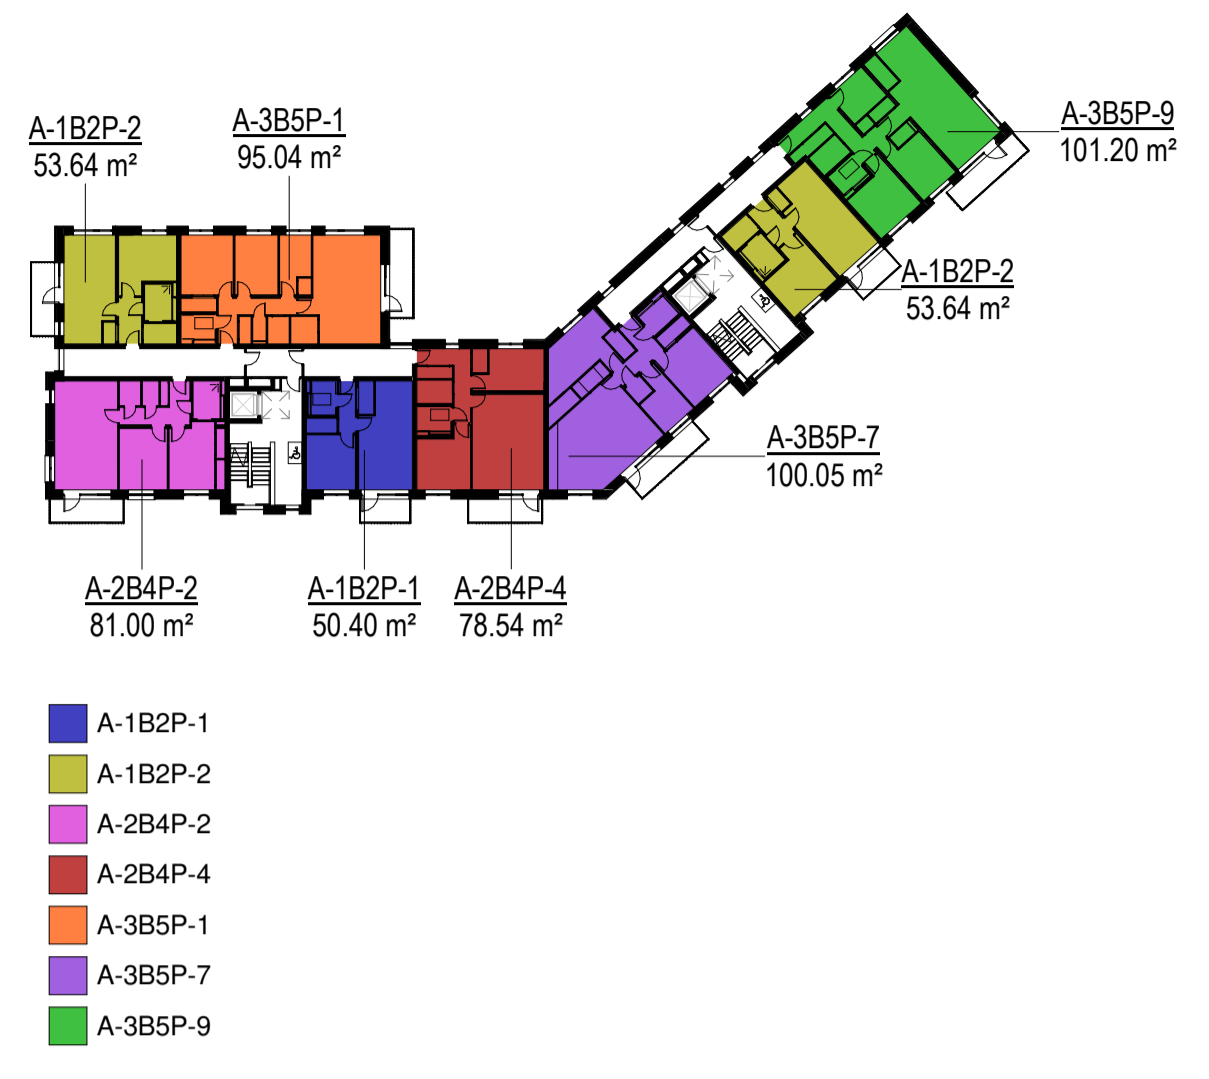 A-1B2P-2
53.64 m²
A-3B5P-1
95.04 m²
A-3B5P-9
101.20 m²
A-1B2P-2
53.64 m²
A-3B5P-7
100.05 m²
A-2B4P-2
81.00 m²
A-1B2P-1
50.40 m²
A-2B4P-4
78.54 m²
A-1B2P-1
A-1B2P-2
A-2B4P-2
A-2B4P-4
A-3B5P-1
A-3B5P-7
A-3B5P-9